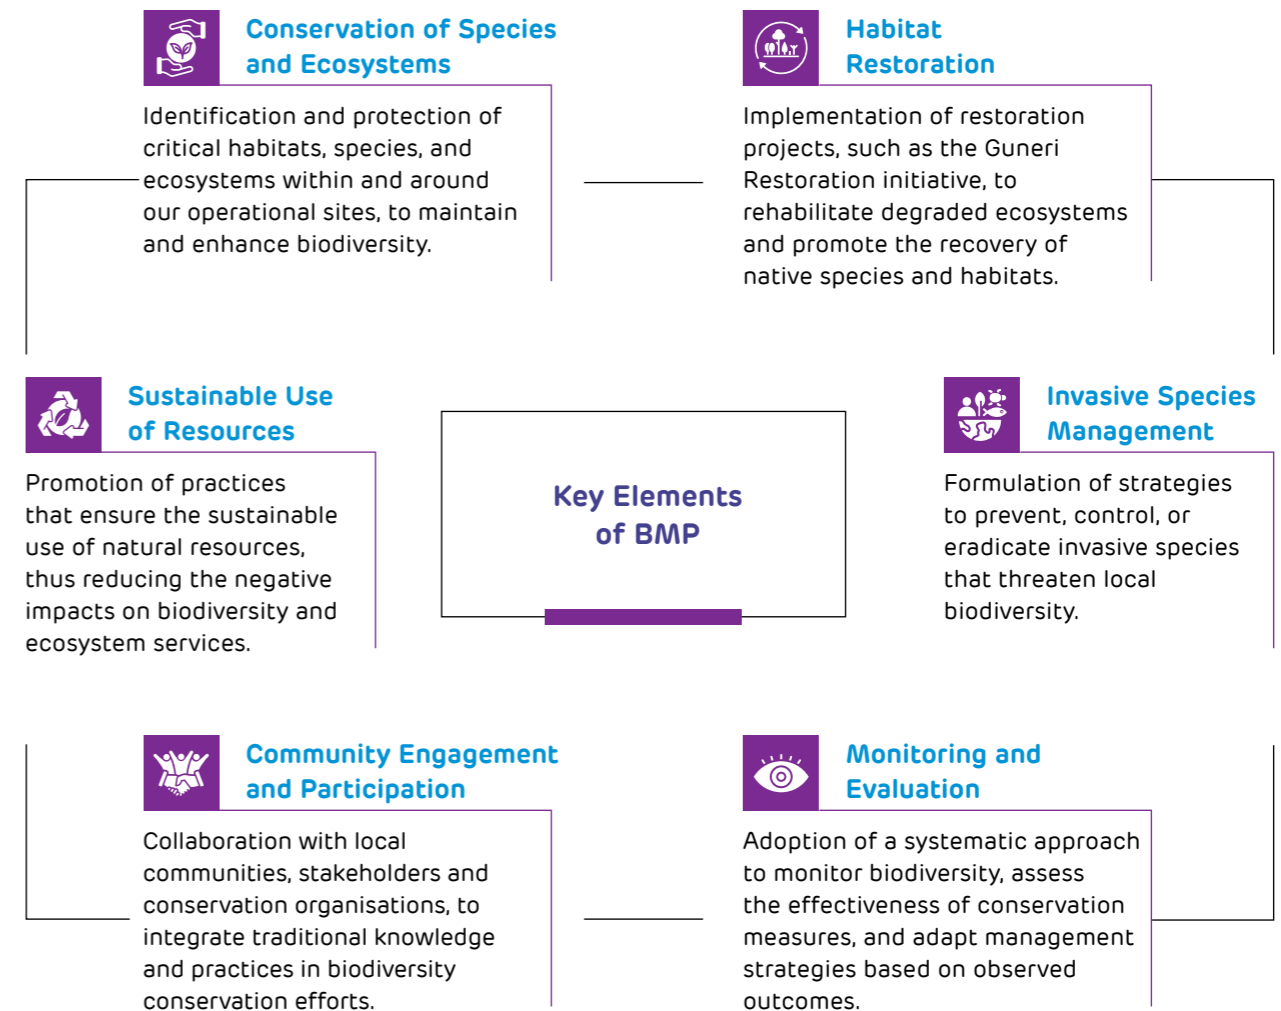 Conservation of Species
and Ecosystems
Identification and protection of
critical habitats, species, and
ecosystems within and around
our operational sites, to maintain
and enhance biodiversity.
Habitat
Restoration
Implementation of restoration
projects, such as the Guneri
Restoration initiative, to
rehabilitate degraded ecosystems
and promote the recovery of
native species and habitats.
Sustainable Use
of Resources
Promotion of practices
that ensure the sustainable
use of natural resources,
thus reducing the negative
impacts on biodiversity and
ecosystem services.
Key Elements
of BMP
Invasive Species
Management
Formulation of strategies
to prevent, control, or
eradicate invasive species
that threaten local
biodiversity.
Community Engagement
and Participation
Collaboration with local
communities, stakeholders and
conservation organisations, to
integrate traditional knowledge
and practices in biodiversity
conservation efforts.
Monitoring and
Evaluation
Adoption of a systematic approach
to monitor biodiversity, assess
the effectiveness of conservation
measures, and adapt management
strategies based on observed
outcomes.